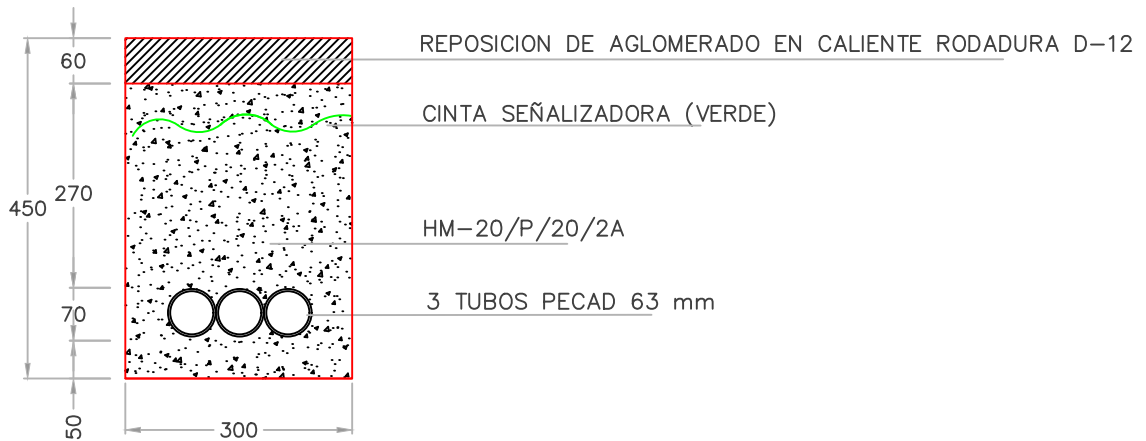 REPOSICION DE AGLOMERADO EN CALIENTE RODADURA D-12
60
CINTA SEÑALIZADORA (VERDE)
270
450
HM-20/P/20/2A
3 TUBOS PECAD 63 mm
70
50
300